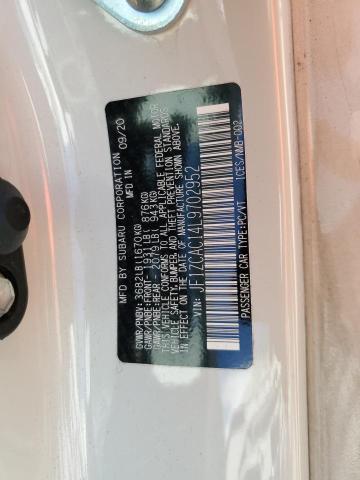 MFD BY SUBARU CORPORATION 09/20
MFD IN
GVWR/PNBV: 3682LB(1670KG)
GAWR/PNBE:FRONT- 1931LB( 876KG)
GAWR/PNBE:REAR - 2079LB( 943KG)
THIS VEHICLE CONFORMS TO ALL APPLICABLE FEDERAL MOTOR
VEHICLE SAFETY, BUMPER, AND THEFT PREVENTION STANDARDS
IN EFFECT ON THE DATE OF MANUFACTURE SHOWN ABOVE.
VIN: JF1ZCAC14L9702952
PASSENGER CAR TYPE:PC/VT
ICES/NMB-002